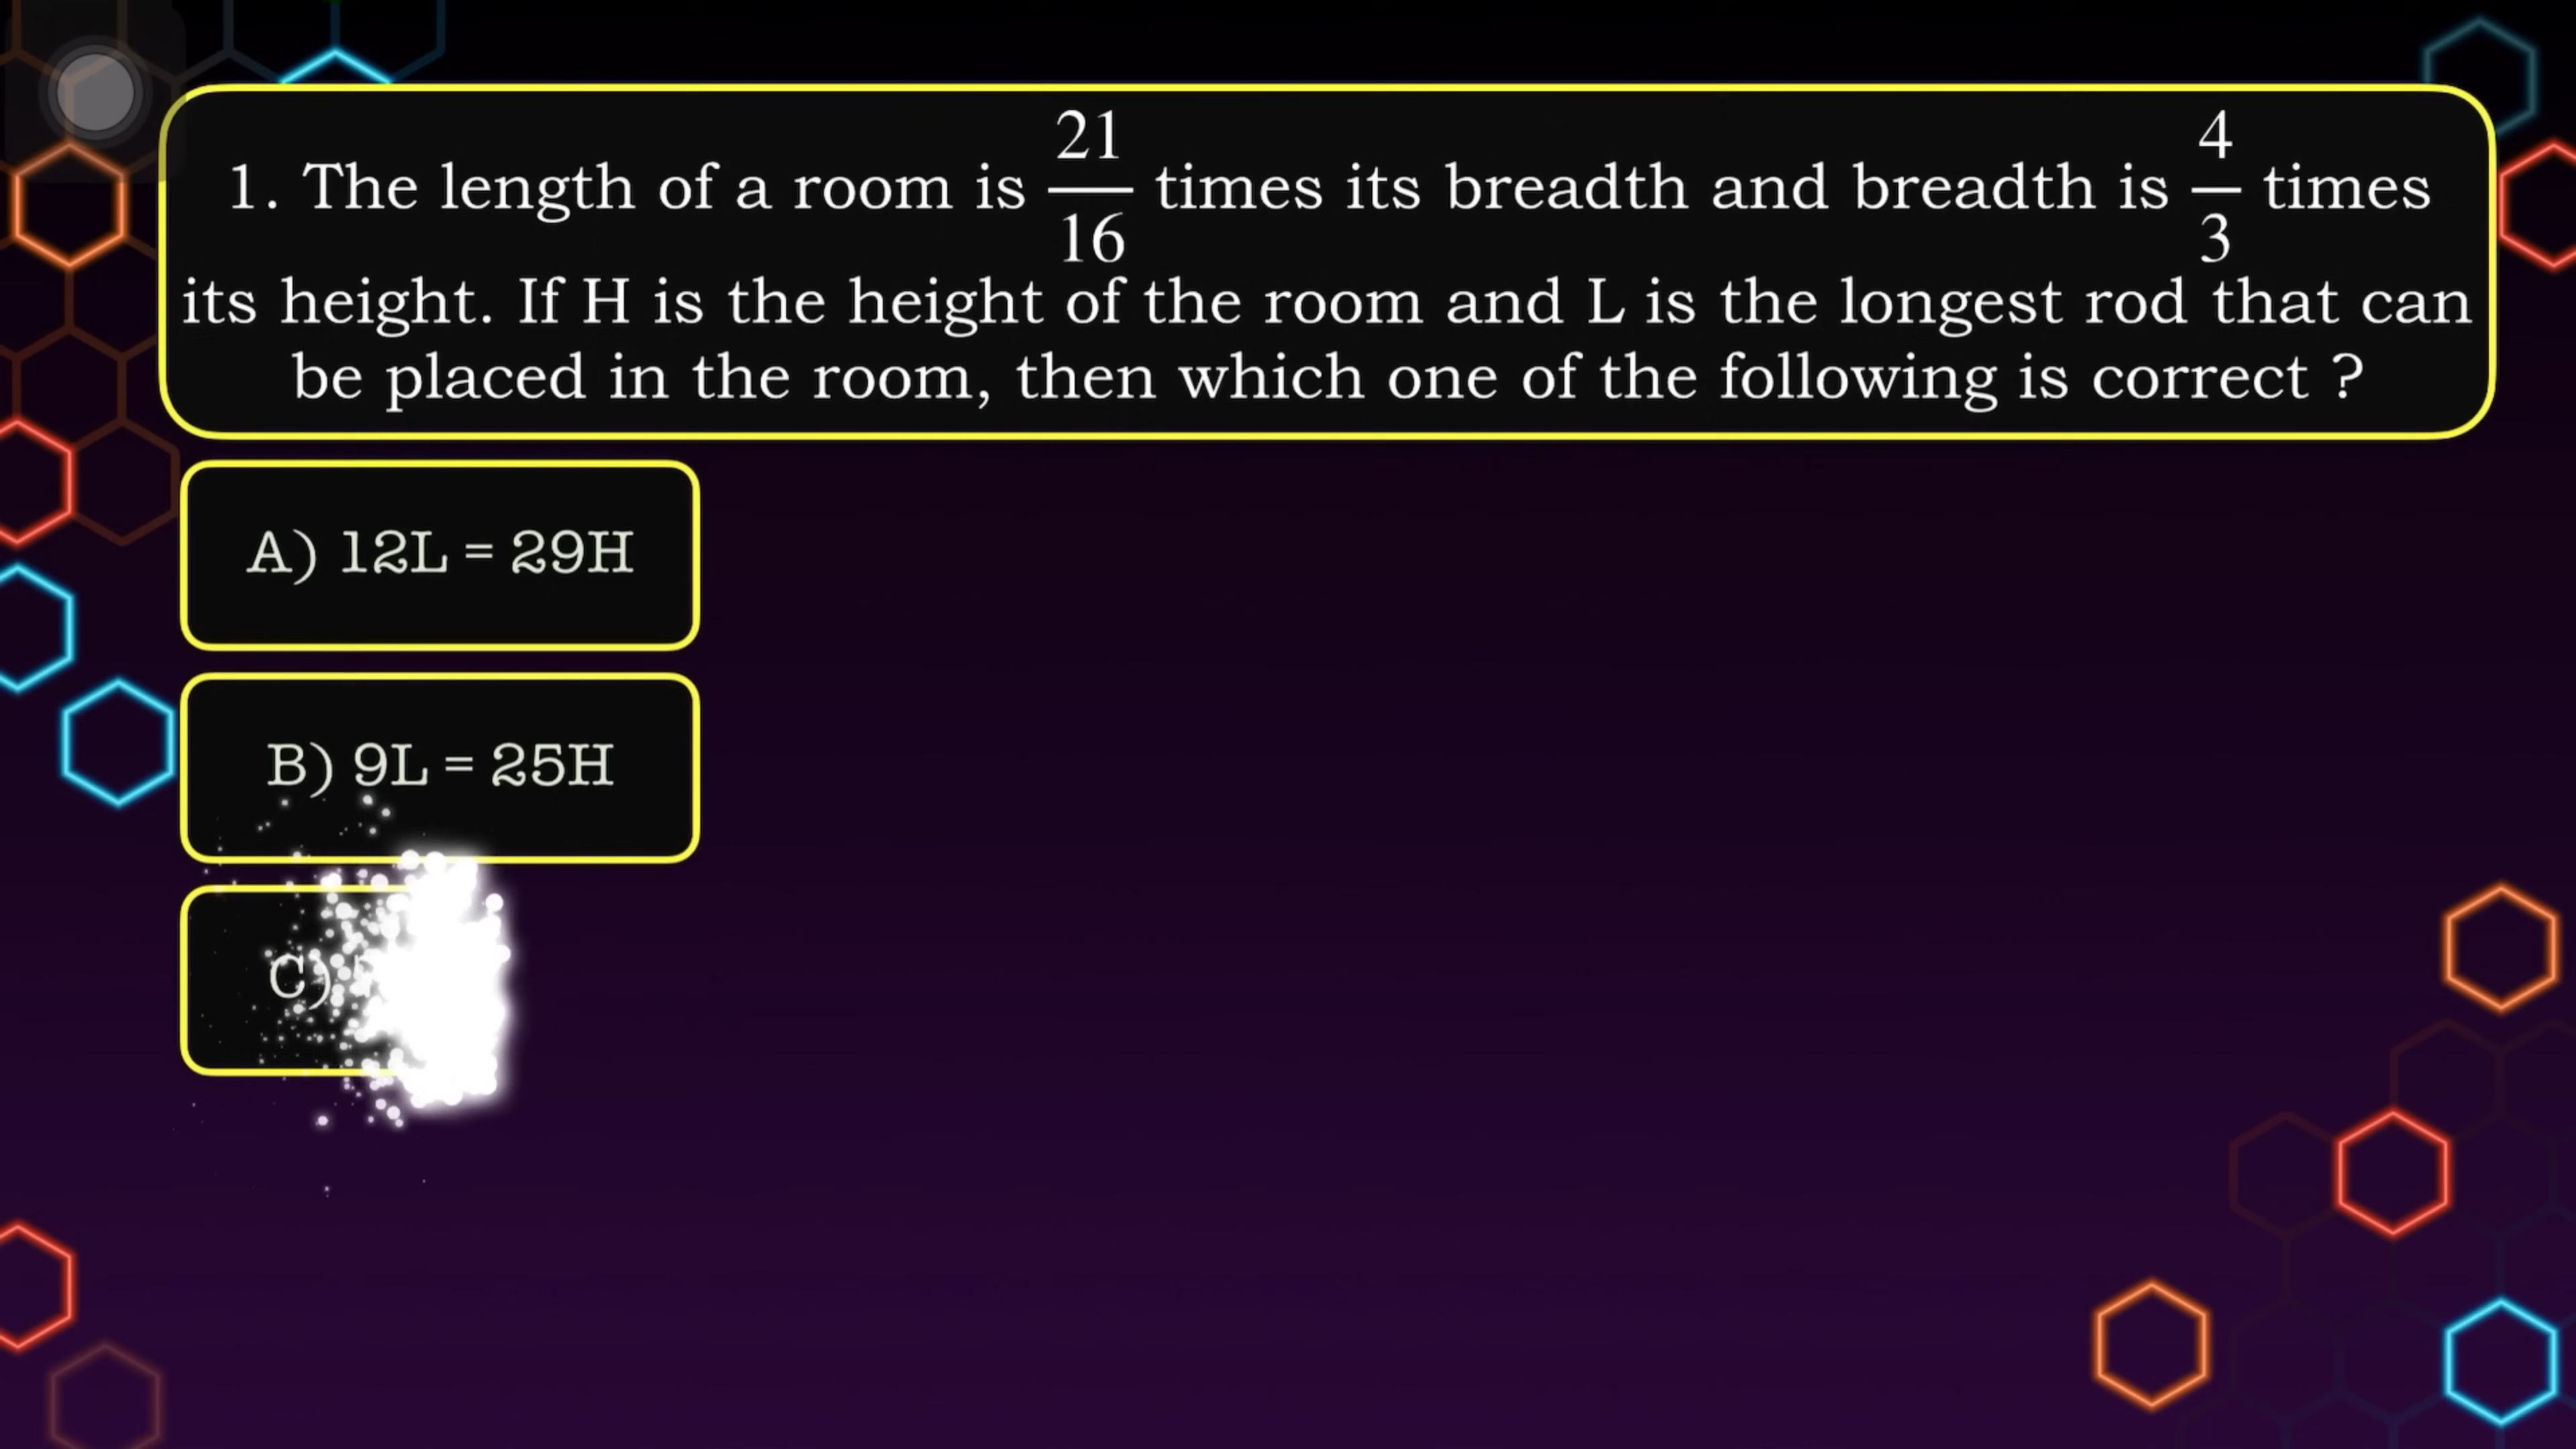 1. The length of a room is 21/16 times its breadth and breadth is 4/3 times
its height. If H is the height of the room and L is the longest rod that can
be placed in the room, then which one of the following is correct ?
A) 12L = 29H
B) 9L = 25H
C)